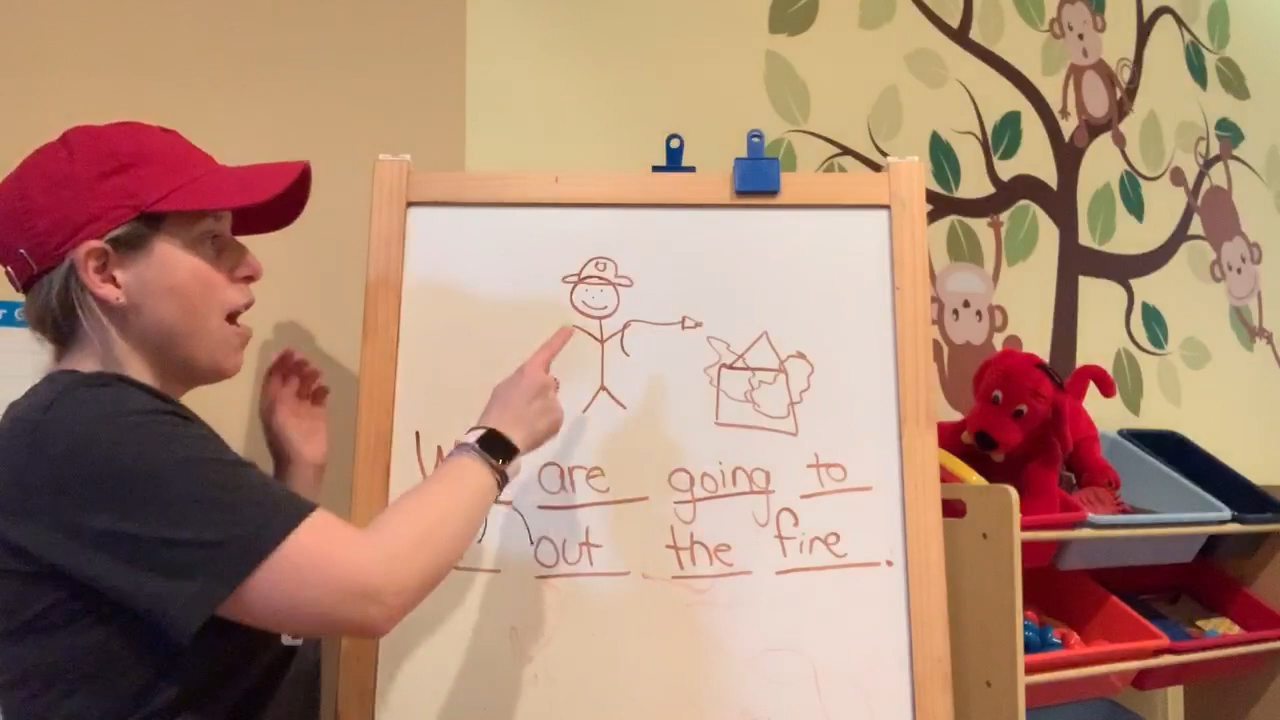 are going to
out the fire.